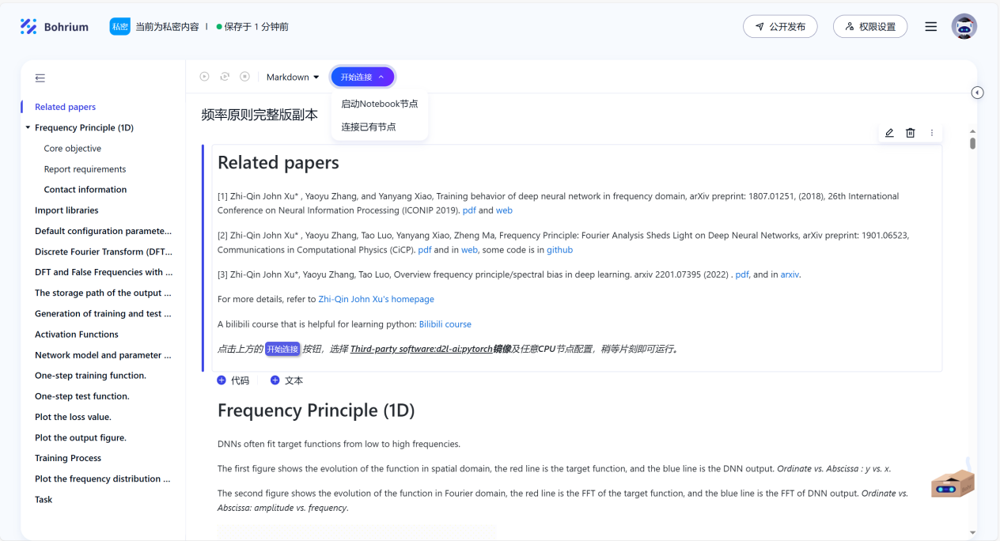 Bohrium
私密 当前为私密内容 | 保存于 1 分钟前
公开发布
权限设置
Markdown
开始连接
启动Notebook节点
连接已有节点
Related papers
Frequency Principle (1D)
Core objective
Report requirements
Contact information
Import libraries
Default configuration paramete...
Discrete Fourier Transform (DFT...
DFT and False Frequencies with ...
The storage path of the output ...
Generation of training and test ...
Activation Functions
Network model and parameter ...
One-step training function.
One-step test function.
Plot the loss value.
Plot the output figure.
Training Process
Plot the frequency distribution ...
Task
频率原则完整版副本
Related papers
[1] Zhi-Qin John Xu* , Yaoyu Zhang, and Yanyang Xiao, Training behavior of deep neural network in frequency domain, arXiv preprint: 1807.01251, (2018), 26th International
Conference on Neural Information Processing (ICONIP 2019). pdf and web
[2] Zhi-Qin John Xu* , Yaoyu Zhang, Tao Luo, Yanyang Xiao, Zheng Ma, Frequency Principle: Fourier Analysis Sheds Light on Deep Neural Networks, arXiv preprint: 1901.06523,
Communications in Computational Physics (CiCP). pdf and in web, some code is in github
[3] Zhi-Qin John Xu*, Yaoyu Zhang, Tao Luo, Overview frequency principle/spectral bias in deep learning. arxiv 2201.07395 (2022) . pdf, and in arxiv.
For more details, refer to Zhi-Qin John Xu's homepage
A bilibili course that is helpful for learning python: Bilibili course
点击上方的 开始连接 按钮，选择 Third-party software:d2l-ai:pytorch镜像及任意CPU节点配置，稍等片刻即可运行。
代码
文本
Frequency Principle (1D)
DNNs often fit target functions from low to high frequencies.
The first figure shows the evolution of the function in spatial domain, the red line is the target function, and the blue line is the DNN output. Ordinate vs. Abscissa : y vs. x.
The second figure shows the evolution of the function in Fourier domain, the red line is the FFT of the target function, and the blue line is the FFT of DNN output. Ordinate vs.
Abscissa: amplitude vs. frequency.